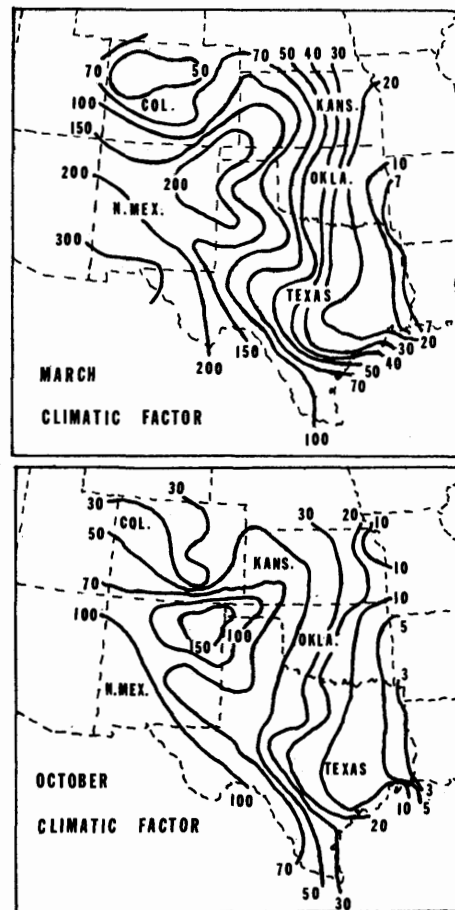 70 50 40 30
70 50 20
COL. KANS.
100
150 10
7
200 200 OKLA.
N.MEX.
300
TEXAS
7
20
30
150 40
200 50
70
100
MARCH
CLIMATIC FACTOR
30 30 30 20
10
COL.
50 KANS.
10
70 10
100 100 5
150 OKLA.
N.MEX. 3
TEXAS
3
100 10 5
20
70
50 30
OCTOBER
CLIMATIC FACTOR